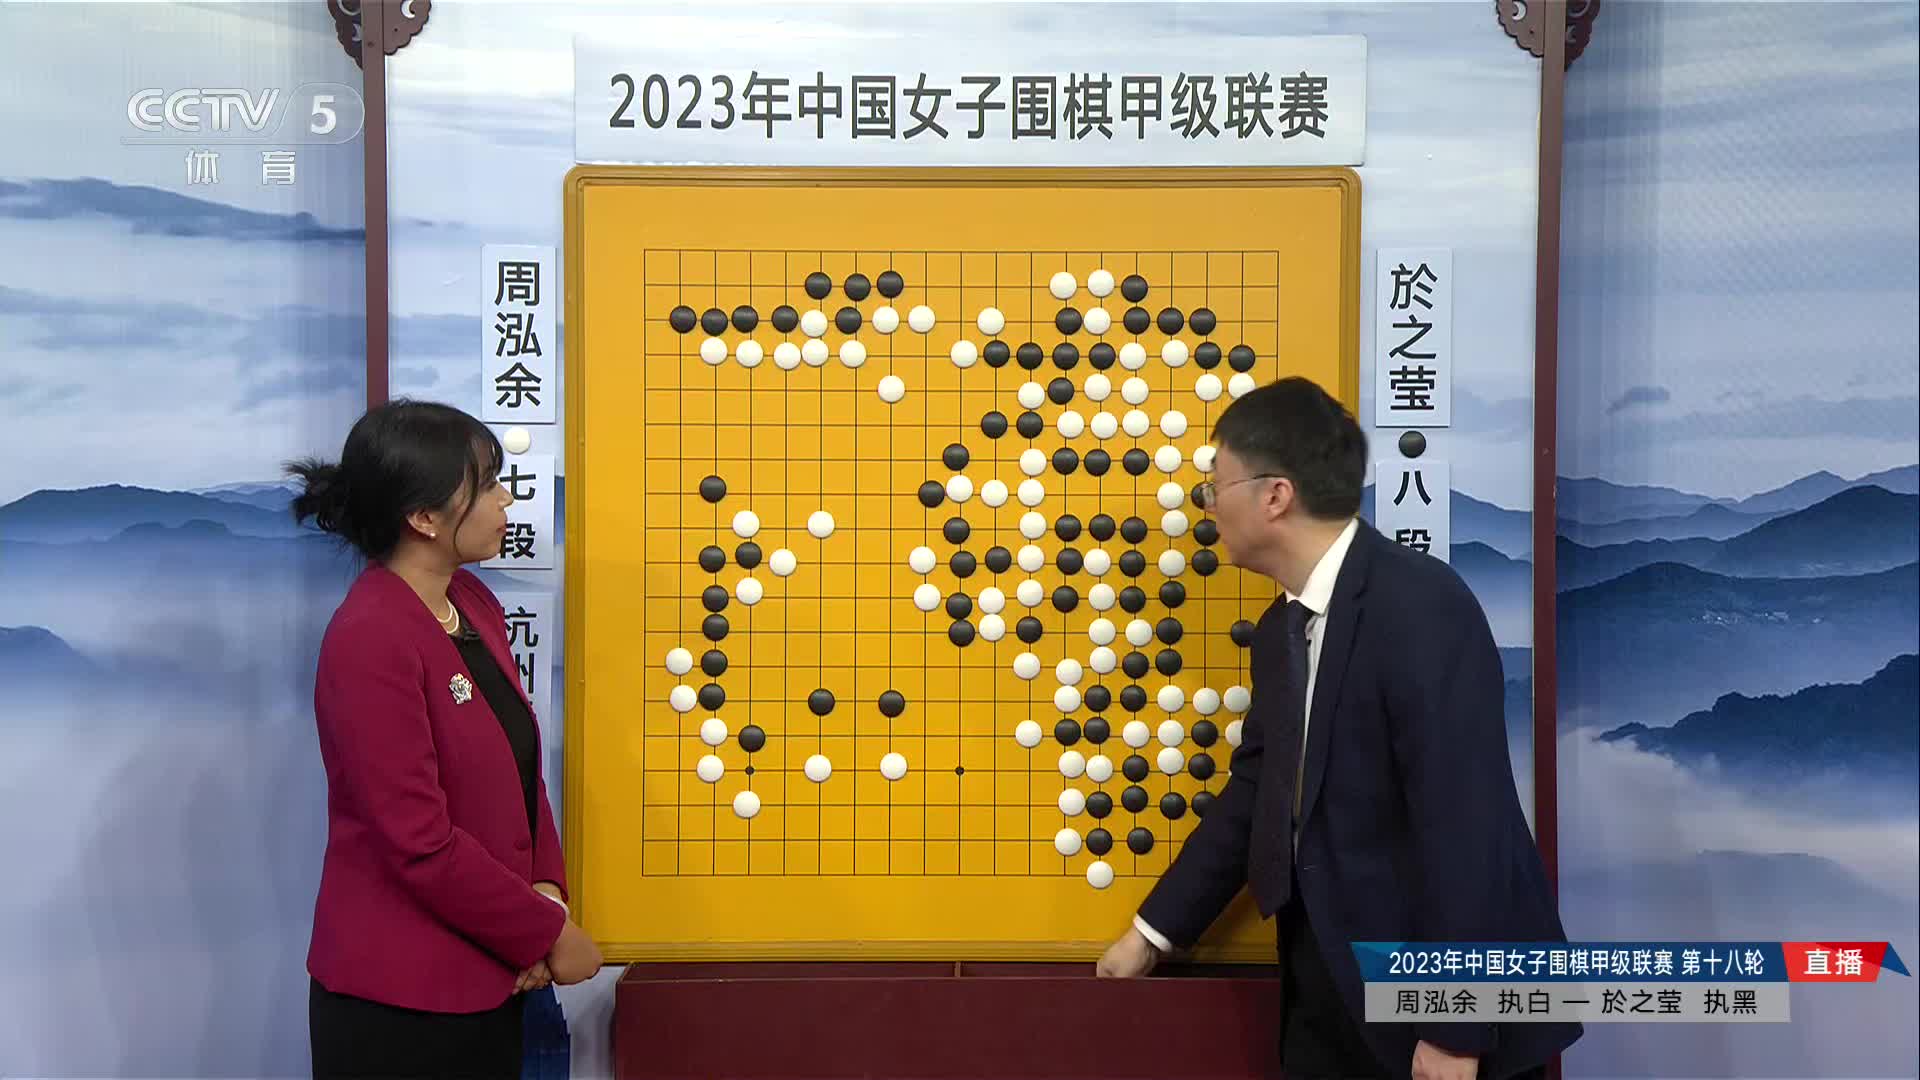 CCTV 5
体育
2023年中国女子围棋甲级联赛
周泓余
七段
杭州
於之莹
八段
2023年中国女子围棋甲级联赛 第十八轮 直播
周泓余 执白 — 於之莹 执黑